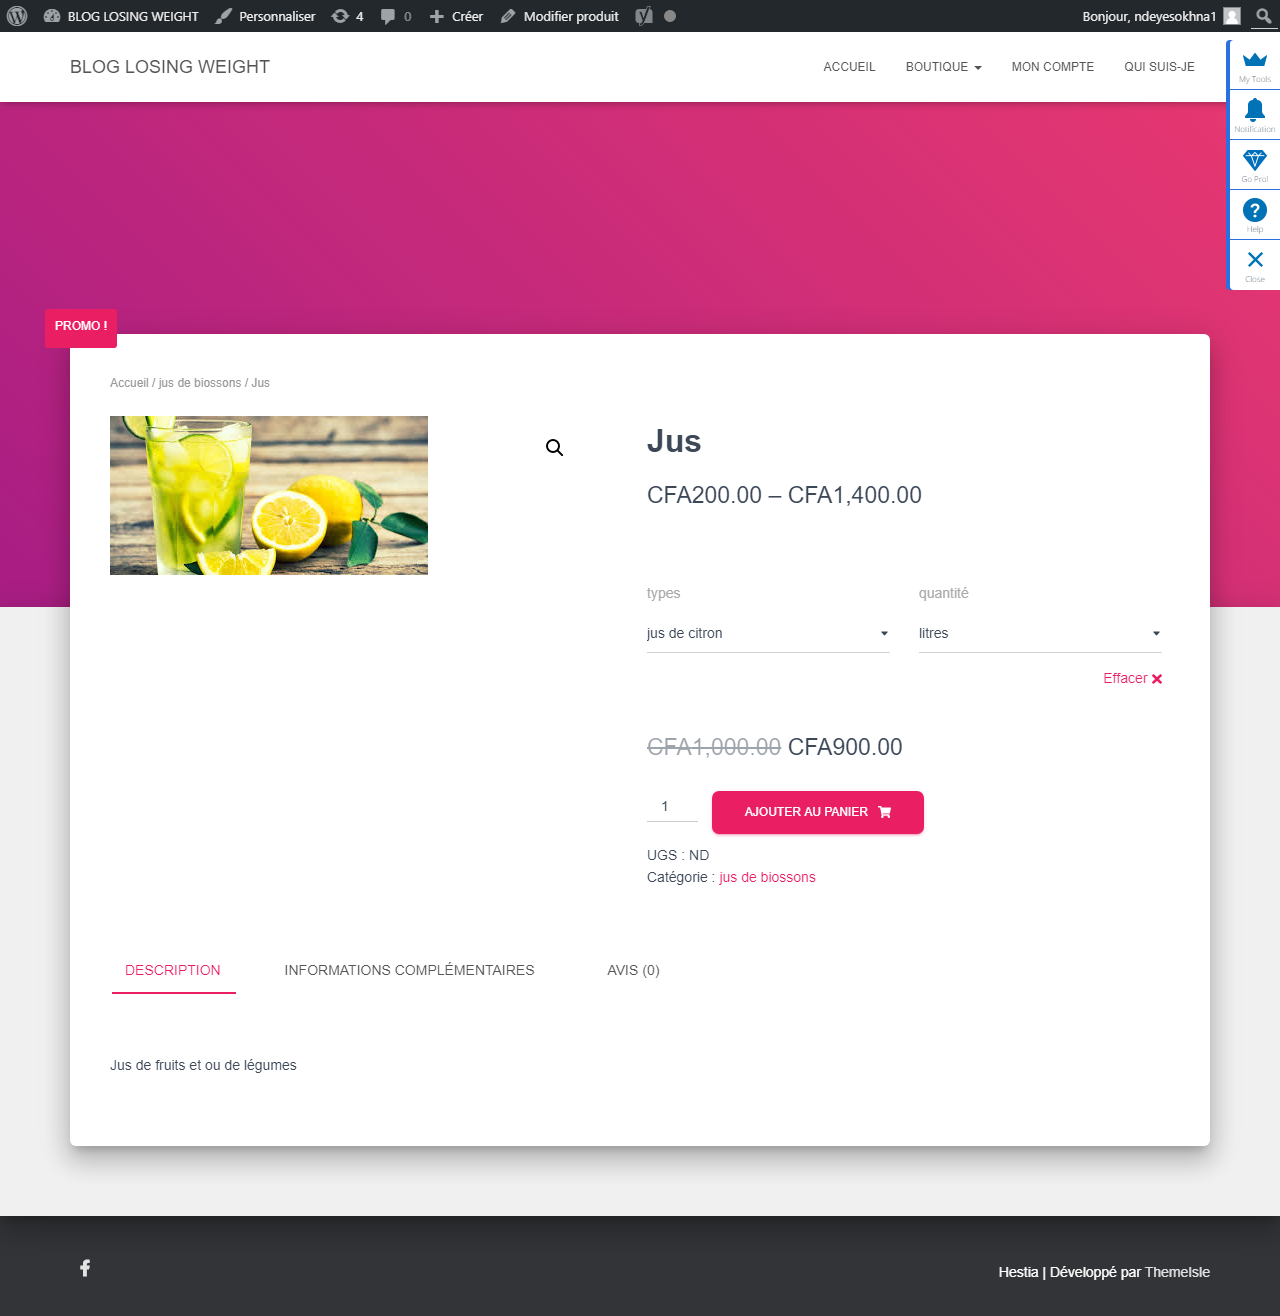 BLOG LOSING WEIGHT Personnaliser 4 0 Créer Modifier produit Bonjour, ndeyesokhna1
BLOG LOSING WEIGHT ACCUEIL BOUTIQUE MON COMPTE QUI SUIS-JE
My Tools
Notification
Go Pro!
Help
Close
PROMO !
Accueil / jus de biossons / Jus
Jus
CFA200.00 – CFA1,400.00
types quantité
jus de citron litres
Effacer
CFA1,000.00 CFA900.00
1 AJOUTER AU PANIER
UGS : ND
Catégorie : jus de biossons
DESCRIPTION INFORMATIONS COMPLÉMENTAIRES AVIS (0)
Jus de fruits et ou de légumes
Hestia | Développé par ThemeIsle